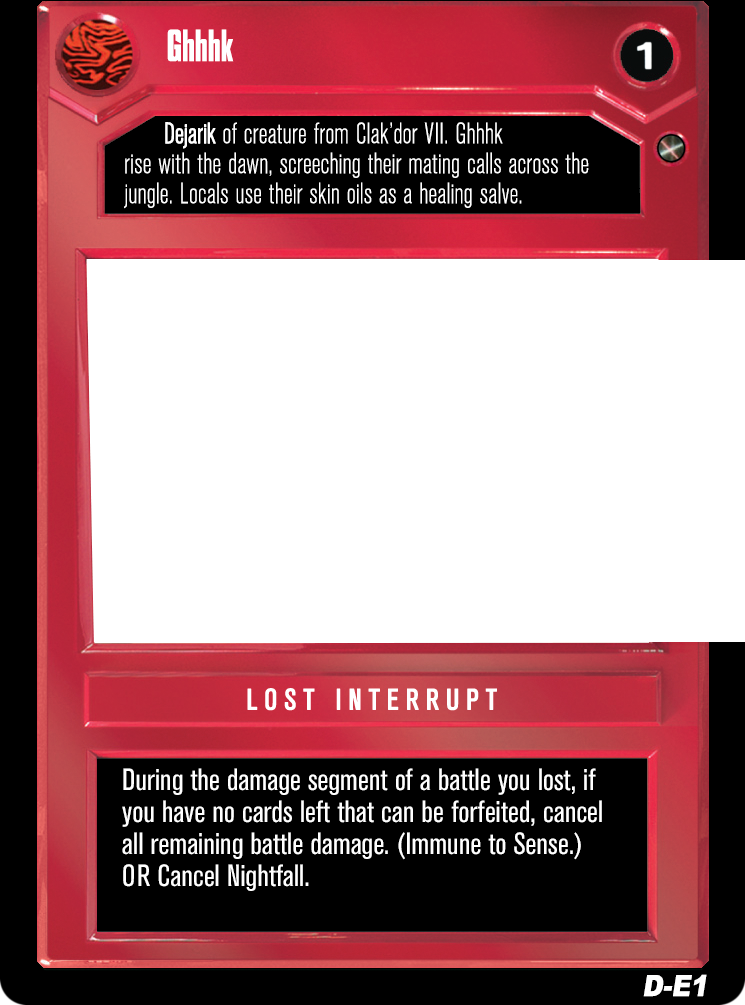 Ghhhk
1
Dejarik of creature from Clak'dor VII. Ghhhk
rise with the dawn, screeching their mating calls across the
jungle. Locals use their skin oils as a healing salve.
LOST INTERRUPT
During the damage segment of a battle you lost, if
you have no cards left that can be forfeited, cancel
all remaining battle damage. (Immune to Sense.)
OR Cancel Nightfall.
D-E1